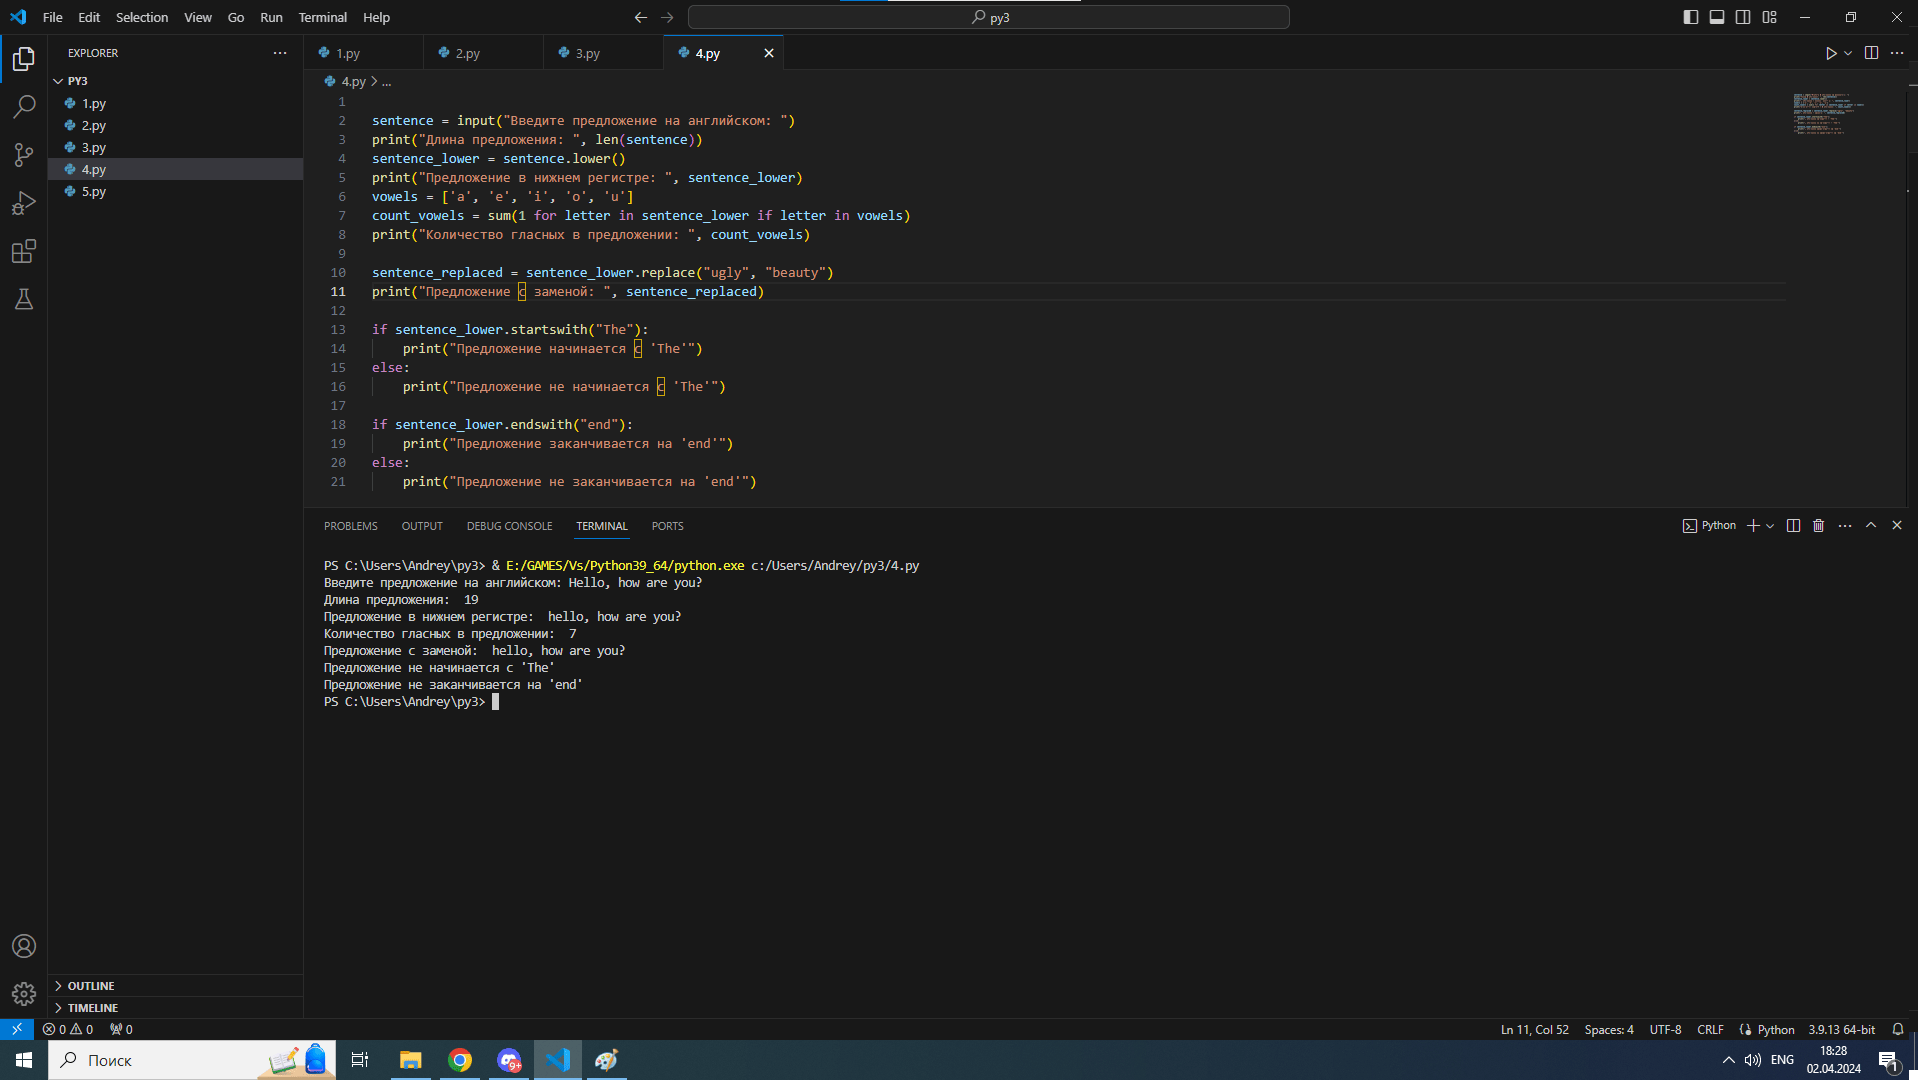 File Edit Selection View Go Run Terminal Help
py3
EXPLORER
PY3
1.py
2.py
3.py
4.py
5.py
OUTLINE
TIMELINE
1.py 2.py 3.py 4.py
4.py > ...
1
2 sentence = input("Введите предложение на английском: ")
3 print("Длина предложения: ", len(sentence))
4 sentence_lower = sentence.lower()
5 print("Предложение в нижнем регистре: ", sentence_lower)
6 vowels = ['a', 'e', 'i', 'o', 'u']
7 count_vowels = sum(1 for letter in sentence_lower if letter in vowels)
8 print("Количество гласных в предложении: ", count_vowels)
9
10 sentence_replaced = sentence_lower.replace("ugly", "beauty")
11 print("Предложение с заменой: ", sentence_replaced)
12
13 if sentence_lower.startswith("The"):
14     print("Предложение начинается с 'The'")
15 else:
16     print("Предложение не начинается с 'The'")
17
18 if sentence_lower.endswith("end"):
19     print("Предложение заканчивается на 'end'")
20 else:
21     print("Предложение не заканчивается на 'end'")
PROBLEMS OUTPUT DEBUG CONSOLE TERMINAL PORTS
Python
PS C:\Users\Andrey\py3> & E:/GAMES/Vs/Python39_64/python.exe c:/Users/Andrey/py3/4.py
Введите предложение на английском: Hello, how are you?
Длина предложения:  19
Предложение в нижнем регистре:  hello, how are you?
Количество гласных в предложении:  7
Предложение с заменой:  hello, how are you?
Предложение не начинается с 'The'
Предложение не заканчивается на 'end'
PS C:\Users\Andrey\py3>
0 0 0
Ln 11, Col 52 Spaces: 4 UTF-8 CRLF Python 3.9.13 64-bit
Поиск
9+
ENG
18:28
02.04.2024
1